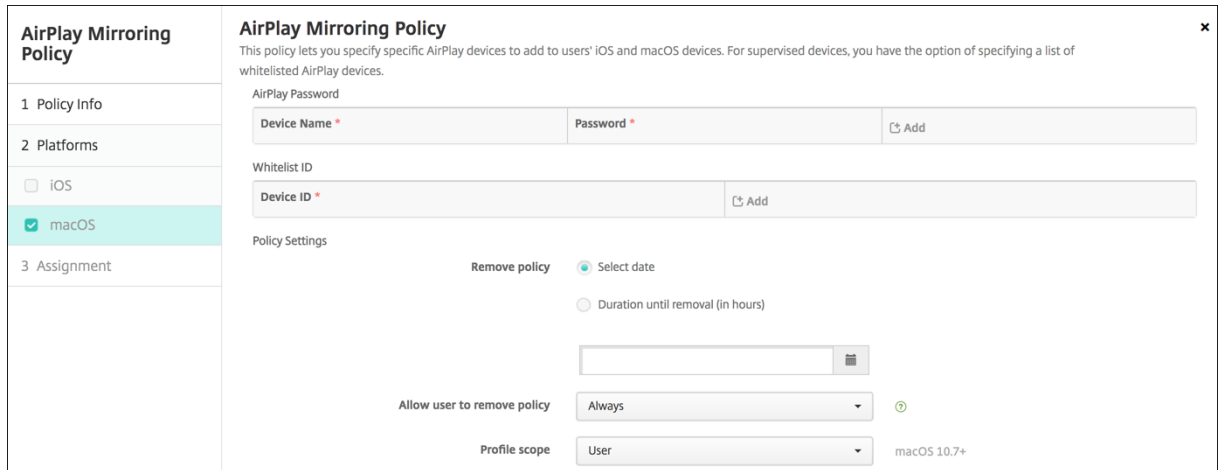 AirPlay Mirroring
Policy
1 Policy Info
2 Platforms
iOS
macOS
3 Assignment
AirPlay Mirroring Policy
This policy lets you specify specific AirPlay devices to add to users' iOS and macOS devices. For supervised devices, you have the option of specifying a list of
whitelisted AirPlay devices.
AirPlay Password
Device Name * Password * Add
Whitelist ID
Device ID * Add
Policy Settings
Remove policy Select date
Duration until removal (in hours)
Allow user to remove policy Always ?
Profile scope User macOS 10.7+